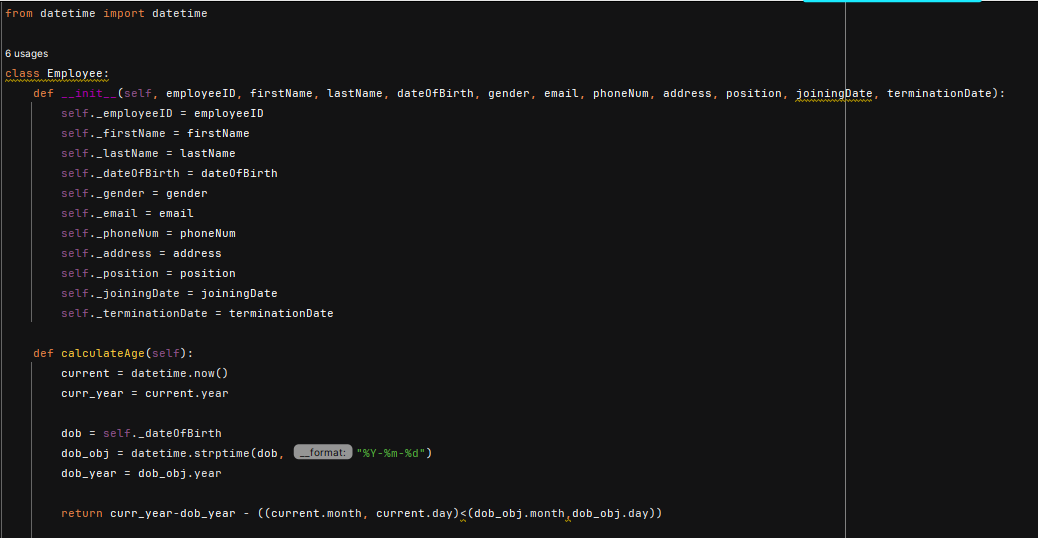 from datetime import datetime
6 usages
class Employee:
def __init__(self, employeeID, firstName, lastName, dateOfBirth, gender, email, phoneNum, address, position, joiningDate, terminationDate):
self._employeeID = employeeID
self._firstName = firstName
self._lastName = lastName
self._dateOfBirth = dateOfBirth
self._gender = gender
self._email = email
self._phoneNum = phoneNum
self._address = address
self._position = position
self._joiningDate = joiningDate
self._terminationDate = terminationDate
def calculateAge(self):
current = datetime.now()
curr_year = current.year
dob = self._dateOfBirth
dob_obj = datetime.strptime(dob, __format: "%Y-%m-%d")
dob_year = dob_obj.year
return curr_year-dob_year - ((current.month, current.day)<(dob_obj.month,dob_obj.day))